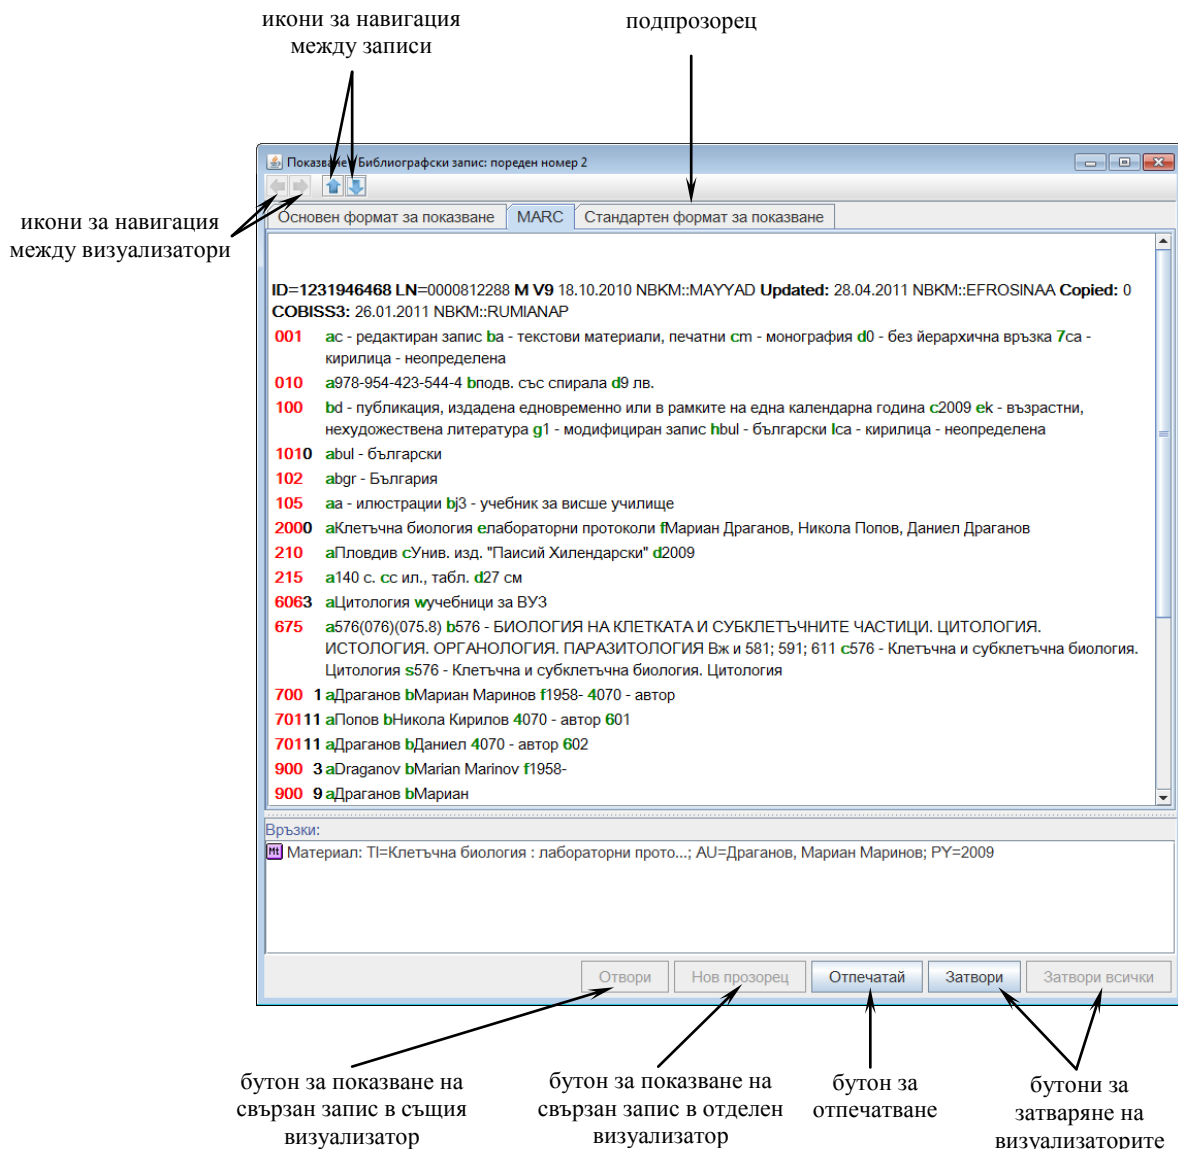 икони за навигация
между записи
подпрозорец
Показване - Библиографски запис: пореден номер 2
икони за навигация
между визуализатори
Основен формат за показване MARC Стандартен формат за показване
ID=1231946468 LN=0000812288 M V9 18.10.2010 NBKM::MAYYAD Updated: 28.04.2011 NBKM::EFROSINAA Copied: 0
COBISS3: 26.01.2011 NBKM::RUMIANAP
001 ac - редактиран запис ba - текстови материали, печатни cm - монография d0 - без йерархична връзка 7ca -
кирилица - неопределена
010 a978-954-423-544-4 bподв. със спирала d9 лв.
100 bd - публикация, издадена едновременно или в рамките на една календарна година c2009 ek - възрастни,
нехудожествена литература g1 - модифициран запис hbul - български lca - кирилица - неопределена
1010 abul - български
102 abgr - България
105 aa - илюстрации bj3 - учебник за висше училище
2000 aКлетъчна биология eлабораторни протоколи fМариан Драганов, Никола Попов, Даниел Драганов
210 aПловдив cУнив. изд. "Паисий Хилендарски" d2009
215 a140 с. cс ил., табл. d27 см
6063 aЦитология wучебници за ВУЗ
675 a576(076)(075.8) b576 - БИОЛОГИЯ НА КЛЕТКАТА И СУБКЛЕТЪЧНИТЕ ЧАСТИЦИ. ЦИТОЛОГИЯ.
ИСТОЛОГИЯ. ОРГАНОЛОГИЯ. ПАРАЗИТОЛОГИЯ Вж и 581; 591; 611 c576 - Клетъчна и субклетъчна биология.
Цитология s576 - Клетъчна и субклетъчна биология. Цитология
700 1 aДраганов bМариан Маринов f1958- 4070 - автор
70111 aПопов bНикола Кирилов 4070 - автор 601
70111 aДраганов bДаниел 4070 - автор 602
900 3 aDraganov bMarian Marinov f1958-
900 9 aДраганов bМариан
Връзки:
Mt Материал: TI=Клетъчна биология : лабораторни прото...; AU=Драганов, Мариан Маринов; PY=2009
Отвори Нов прозорец Отпечатай Затвори Затвори всички
бутон за показване на
свързан запис в същия
визуализатор
бутон за показване на
свързан запис в отделен
визуализатор
бутон за
отпечатване
бутони за
затваряне на
визуализаторите